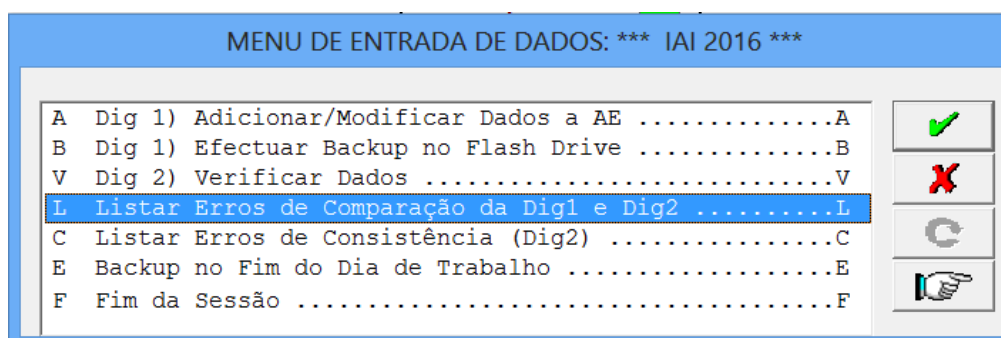 MENU DE ENTRADA DE DADOS: *** IAI 2016 ***
A Dig 1) Adicionar/Modificar Dados a AE ..............A
B Dig 1) Efectuar Backup no Flash Drive ..............B
V Dig 2) Verificar Dados .............................V
L Listar Erros de Comparação da Dig1 e Dig2 ..........L
C Listar Erros de Consistência (Dig2) ................C
E Backup no Fim do Dia de Trabalho ...................E
F Fim da Sessão ......................................F